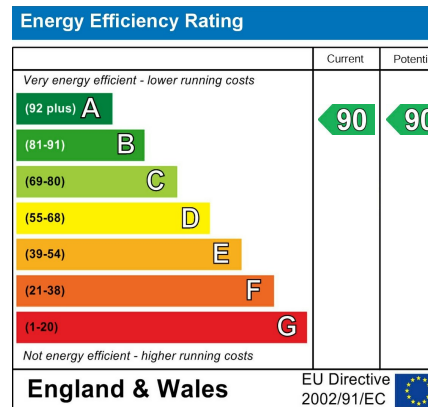 Energy Efficiency Rating
Current Potenti
Very energy efficient - lower running costs
(92 plus) A
90 90
(81-91) B
(69-80) C
(55-68) D
(39-54) E
(21-38) F
(1-20) G
Not energy efficient - higher running costs
England & Wales
EU Directive
2002/91/EC